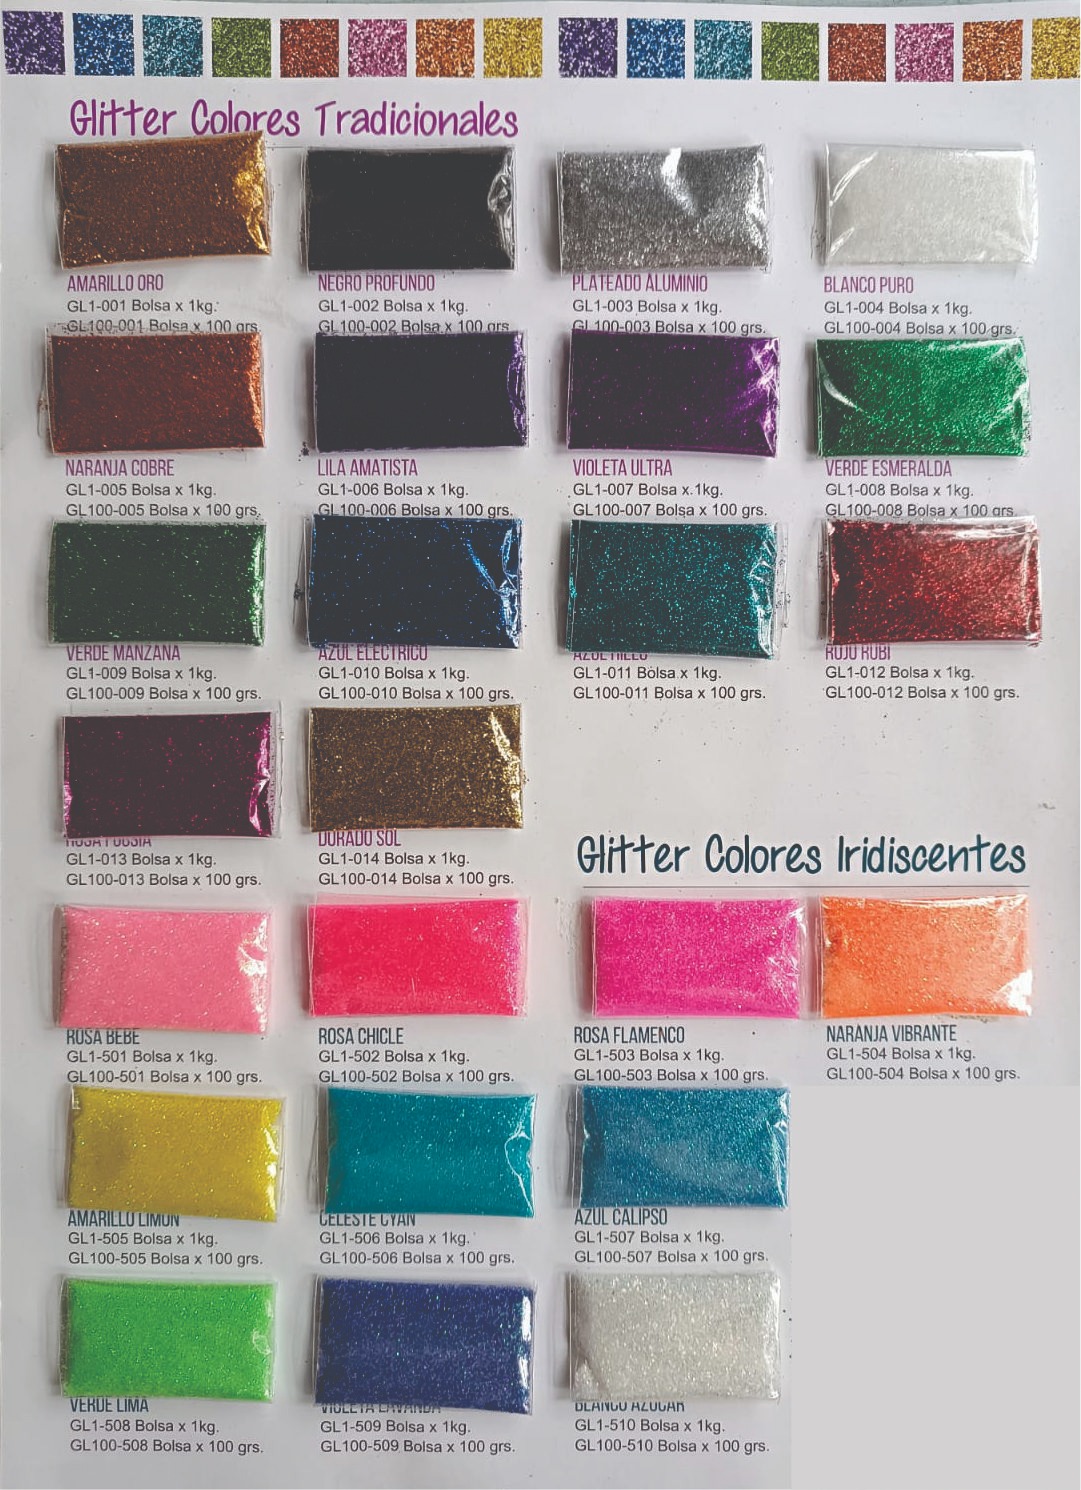 Glitter Colores Tradicionales
AMARILLO ORO
GL1-001 Bolsa x 1kg.
GL100-001 Bolsa x 100 grs.
NEGRO PROFUNDO
GL1-002 Bolsa x 1kg.
GL100-002 Bolsa x 100 grs
PLATEADO ALUMINIO
GL1-003 Bolsa x 1kg.
GL100-003 Bolsa x 100 grs.
BLANCO PURO
GL1-004 Bolsa x 1kg.
GL100-004 Bolsa x 100 grs.
NARANJA COBRE
GL1-005 Bolsa x 1kg.
GL100-005 Bolsa x 100 grs.
LILA AMATISTA
GL1-006 Bolsa x 1kg.
GL100-006 Bolsa x 100 grs.
VIOLETA ULTRA
GL1-007 Bolsa x 1kg.
GL100-007 Bolsa x 100 grs.
VERDE ESMERALDA
GL1-008 Bolsa x 1kg.
GL100-008 Bolsa x 100 grs.
VERDE MANZANA
GL1-009 Bolsa x 1kg.
GL100-009 Bolsa x 100 grs.
AZUL ELECTRICO
GL1-010 Bolsa x 1kg.
GL100-010 Bolsa x 100 grs.
AZUL HIELO
GL1-011 Bolsa x 1kg.
GL100-011 Bolsa x 100 grs.
ROJO RUBI
GL1-012 Bolsa x 1kg.
GL100-012 Bolsa x 100 grs.
ROSA FUCSIA
GL1-013 Bolsa x 1kg.
GL100-013 Bolsa x 100 grs.
DORADO SOL
GL1-014 Bolsa x 1kg.
GL100-014 Bolsa x 100 grs.
Glitter Colores Iridiscentes
ROSA BEBE
GL1-501 Bolsa x 1kg.
GL100-501 Bolsa x 100 grs.
ROSA CHICLE
GL1-502 Bolsa x 1kg.
GL100-502 Bolsa x 100 grs.
ROSA FLAMENCO
GL1-503 Bolsa x 1kg.
GL100-503 Bolsa x 100 grs.
NARANJA VIBRANTE
GL1-504 Bolsa x 1kg.
GL100-504 Bolsa x 100 grs.
AMARILLO LIMON
GL1-505 Bolsa x 1kg.
GL100-505 Bolsa x 100 grs.
CELESTE CYAN
GL1-506 Bolsa x 1kg.
GL100-506 Bolsa x 100 grs.
AZUL CALIPSO
GL1-507 Bolsa x 1kg.
GL100-507 Bolsa x 100 grs.
VERDE LIMA
GL1-508 Bolsa x 1kg.
GL100-508 Bolsa x 100 grs.
VIOLETA LAVANDA
GL1-509 Bolsa x 1kg.
GL100-509 Bolsa x 100 grs.
BLANCO AZUCAR
GL1-510 Bolsa x 1kg.
GL100-510 Bolsa x 100 grs.